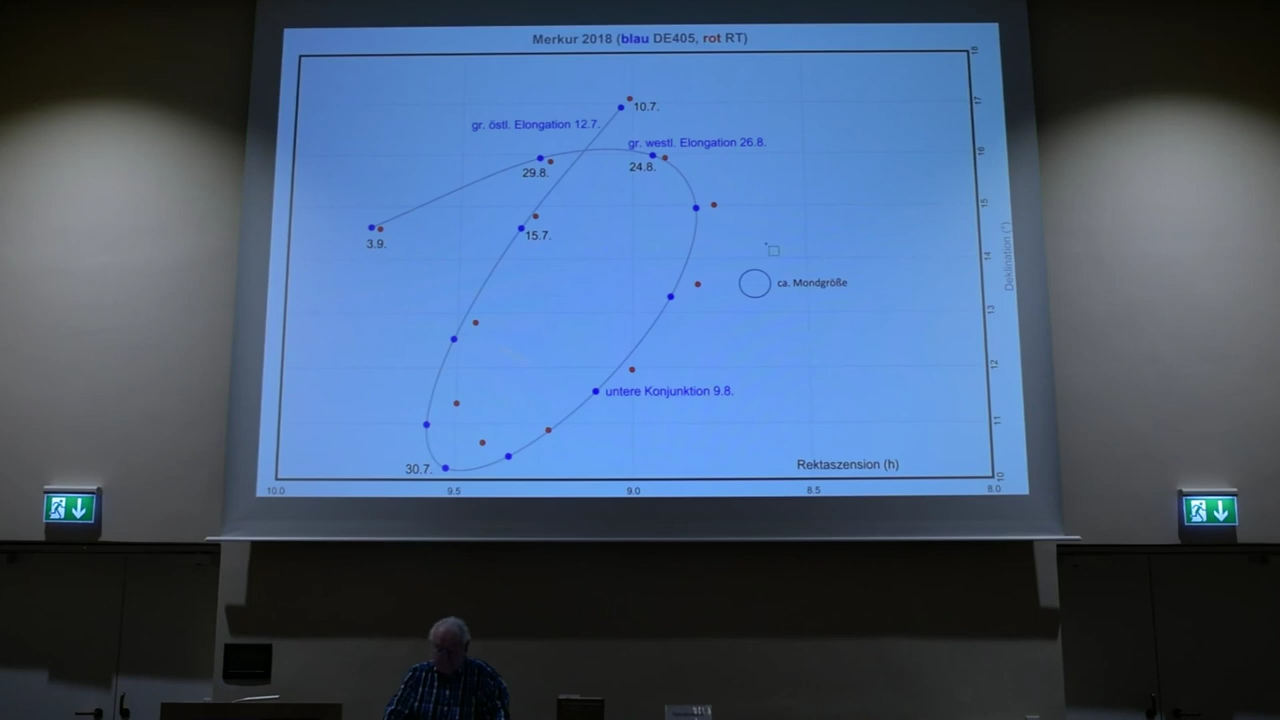 Merkur 2018 (blau DE405, rot RT)
18
17
10.7.
gr. östl. Elongation 12.7.
gr. westl. Elongation 26.8.
16
29.8.
24.8.
15
15.7.
3.9.
14
Deklination (°)
ca. Mondgröße
13
12
untere Konjunktion 9.8.
11
30.7.
Rektaszension (h)
10
10.0
9.5
9.0
8.5
8.0